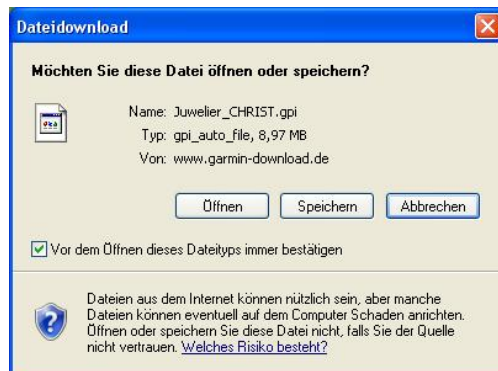 Dateidownload
Möchten Sie diese Datei öffnen oder speichern?
Name: Juwelier_CHRIST.gpi
Typ: gpi_auto_file, 8,97 MB
Von: www.garmin-download.de
Öffnen Speichern Abbrechen
Vor dem Öffnen dieses Dateityps immer bestätigen
Dateien aus dem Internet können nützlich sein, aber manche
Dateien können eventuell auf dem Computer Schaden anrichten.
Öffnen oder speichern Sie diese Datei nicht, falls Sie der Quelle
nicht vertrauen. Welches Risiko besteht?